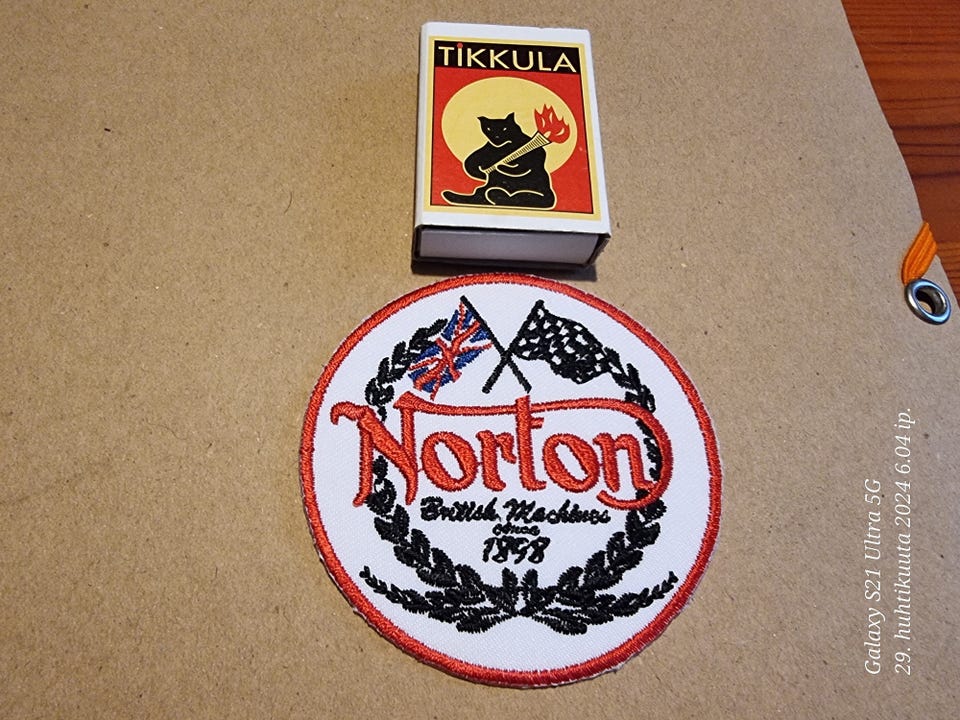 TiKKULA
Norton
British Machines
since
1898
Galaxy S21 Ultra 5G
29. huhtikuuta 2024 6.04 ip.